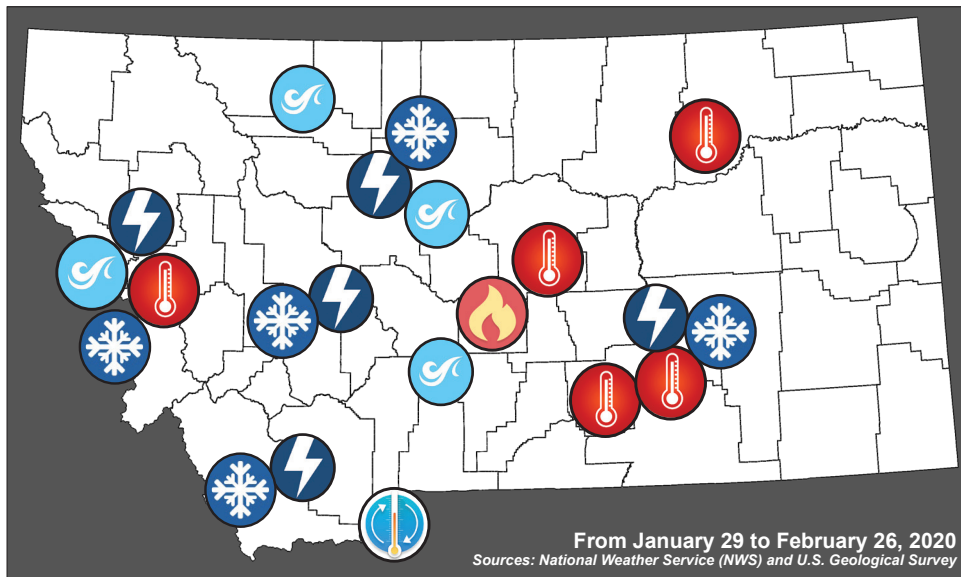 From January 29 to February 26, 2020
Sources: National Weather Service (NWS) and U.S. Geological Survey